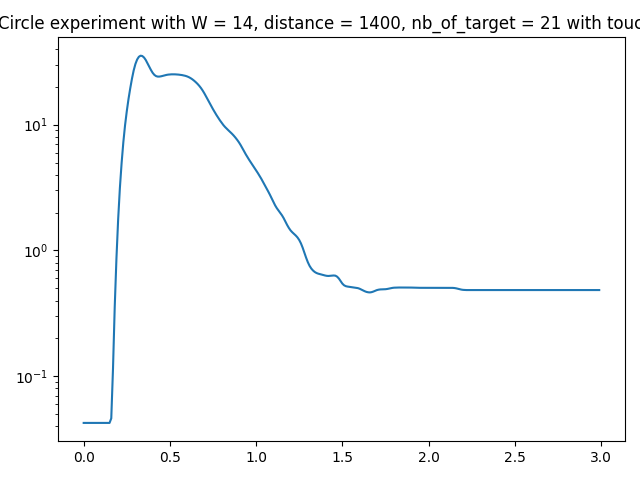 Circle experiment with W = 14, distance = 1400, nb_of_target = 21 with touc
10¹
10⁰
10⁻¹
0.0 0.5 1.0 1.5 2.0 2.5 3.0